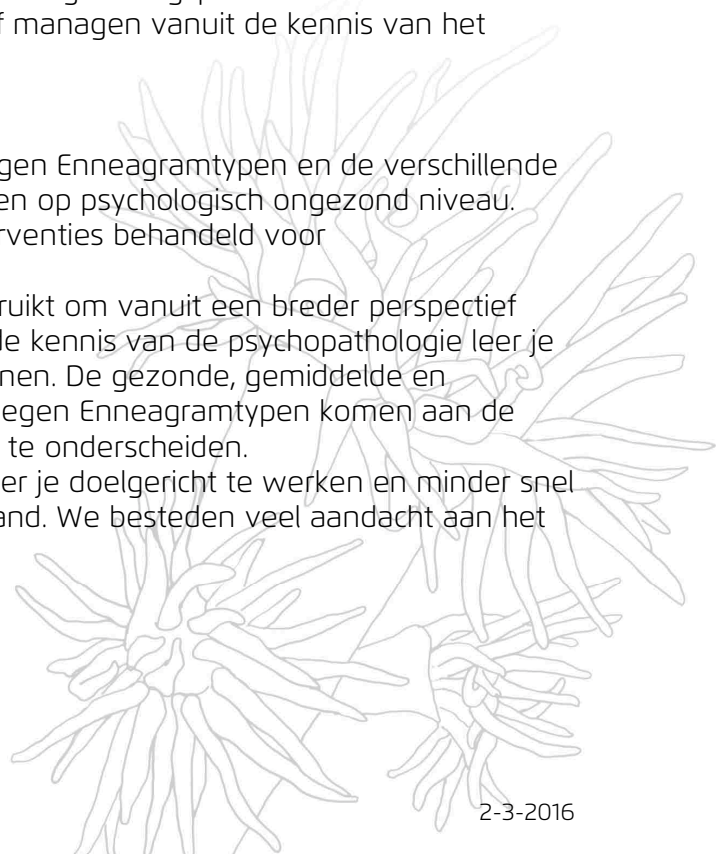 f managen vanuit de kennis van het
gen Enneagramtypen en de verschillende
en op psychologisch ongezond niveau.
rventies behandeld voor
ruikt om vanuit een breder perspectief
de kennis van de psychopathologie leer je
nen. De gezonde, gemiddelde en
egen Enneagramtypen komen aan de
te onderscheiden.
er je doelgericht te werken en minder snel
and. We besteden veel aandacht aan het
2-3-2016